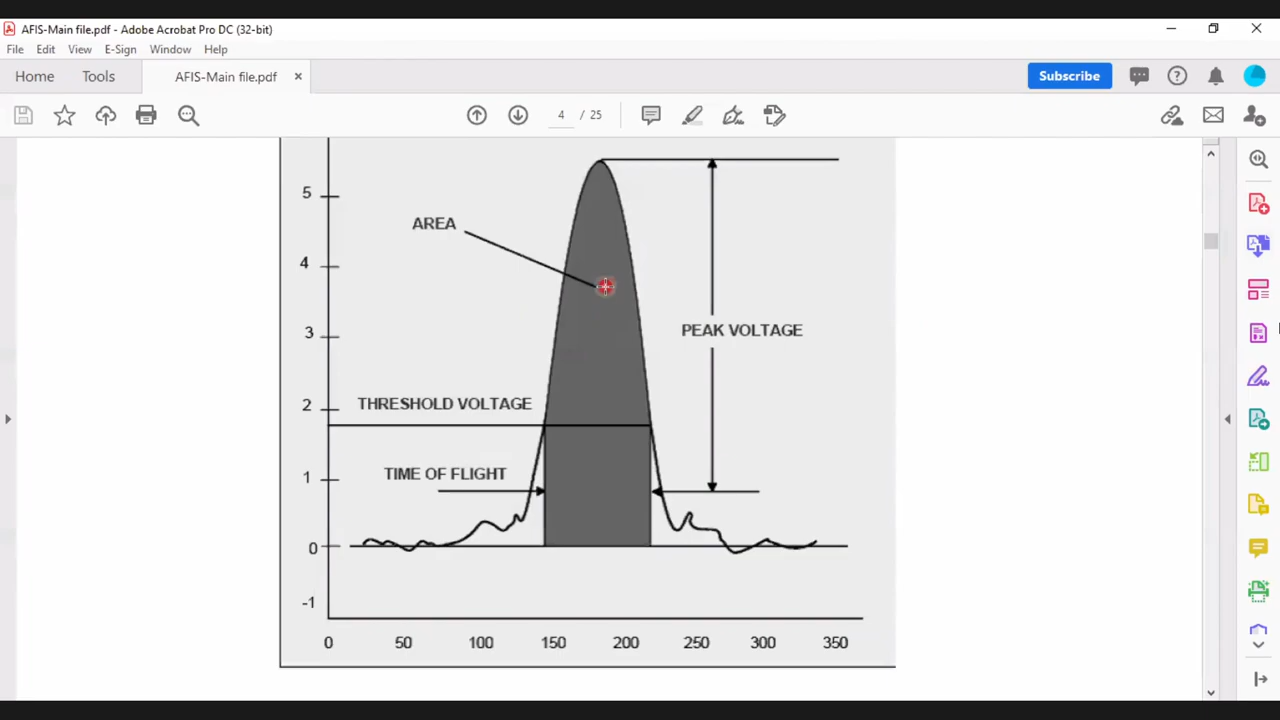 AFIS-Main file.pdf - Adobe Acrobat Pro DC (32-bit)
File Edit View E-Sign Window Help
Home Tools AFIS-Main file.pdf × Subscribe
4 / 25
5
AREA
4
3
PEAK VOLTAGE
2
THRESHOLD VOLTAGE
1
TIME OF FLIGHT
0
-1
0 50 100 150 200 250 300 350